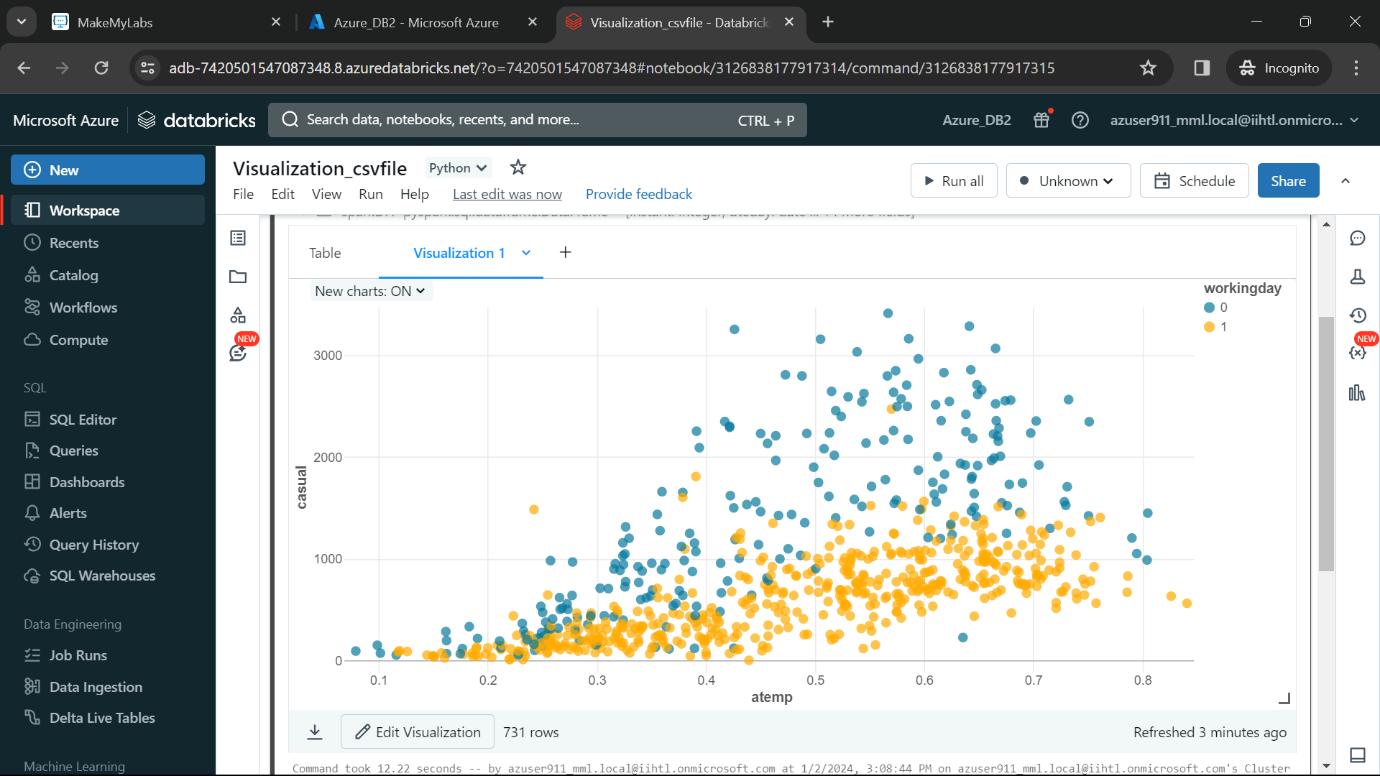 MakeMyLabs
Azure_DB2 - Microsoft Azure
Visualization_csvfile - Databrick
adb-7420501547087348.8.azuredatabricks.net/?o=7420501547087348#notebook/3126838177917314/command/3126838177917315
Incognito
Microsoft Azure
databricks
Search data, notebooks, recents, and more...
CTRL + P
Azure_DB2
azuser911_mml.local@iihtl.onmicro...
New
Workspace
Recents
Catalog
Workflows
Compute
SQL
SQL Editor
Queries
Dashboards
Alerts
Query History
SQL Warehouses
Data Engineering
Job Runs
Data Ingestion
Delta Live Tables
Machine Learning
Visualization_csvfile
Python
File Edit View Run Help Last edit was now Provide feedback
Run all
Unknown
Schedule
Share
NEW
NEW
Table
Visualization 1
New charts: ON
workingday
0
1
casual
3000
2000
1000
0
0.1 0.2 0.3 0.4 0.5 0.6 0.7 0.8
atemp
Edit Visualization
731 rows
Refreshed 3 minutes ago
Command took 12.22 seconds -- by azuser911_mml.local@iihtl.onmicrosoft.com at 1/2/2024, 3:08:44 PM on azuser911_mml.local@iihtl.onmicrosoft.com's Cluster